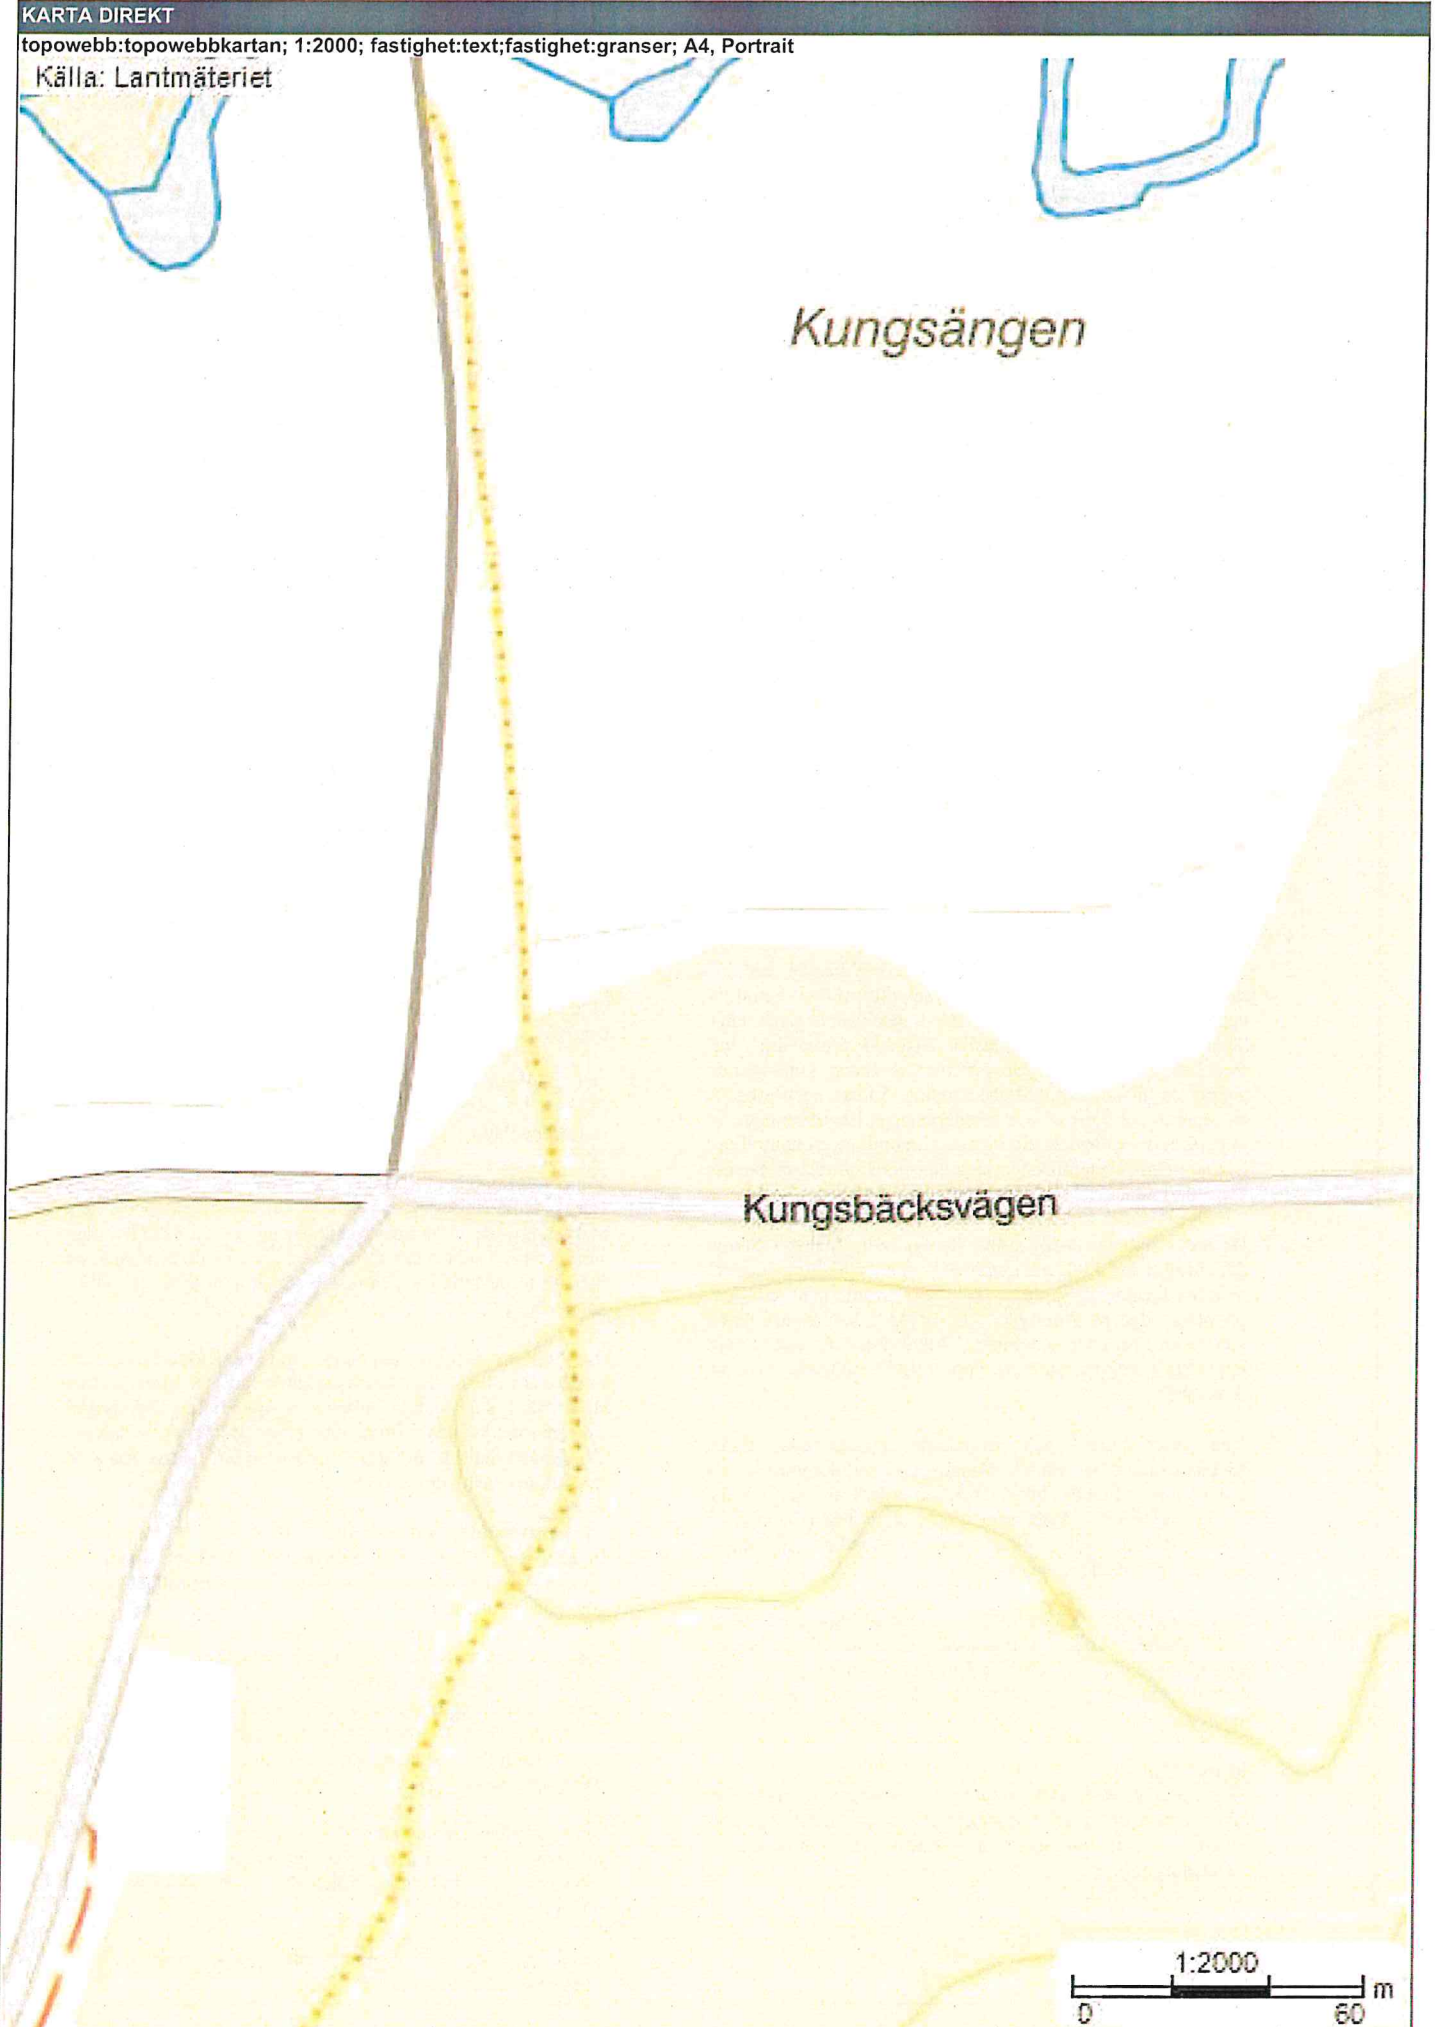 KARTA DIREKT
topowebb:topowebbkartan; 1:2000; fastighet:text;fastighet:granser; A4, Portrait
Källa: Lantmäteriet
Kungsängen
Kungsbäcksvägen
1:2000
m
0 60